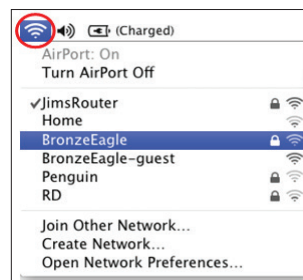 (Charged)
AirPort: On
Turn AirPort Off
✓JimsRouter
Home
BronzeEagle
BronzeEagle-guest
Penguin
RD
Join Other Network...
Create Network...
Open Network Preferences...